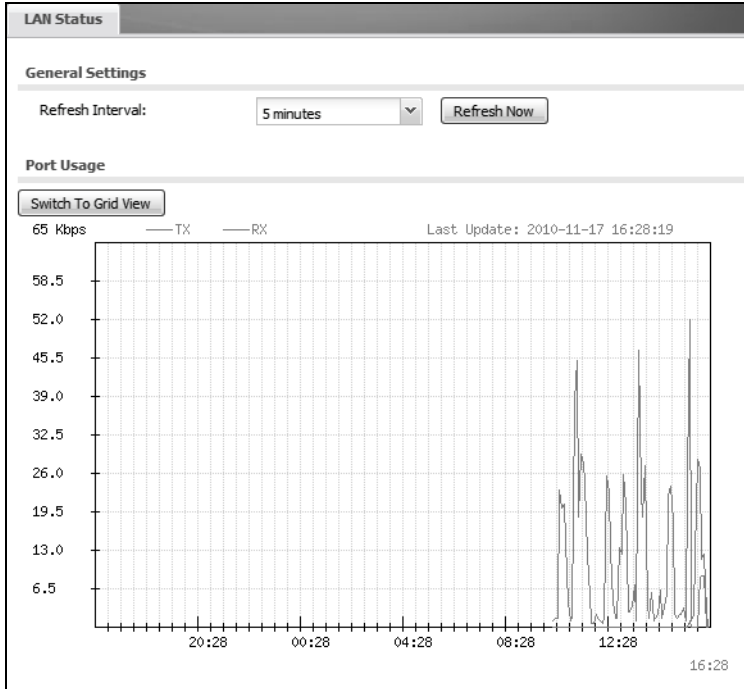 LAN Status
General Settings
Refresh Interval: 5 minutes Refresh Now
Port Usage
Switch To Grid View
65 Kbps TX RX Last Update: 2010-11-17 16:28:19
58.5
52.0
45.5
39.0
32.5
26.0
19.5
13.0
6.5
20:28 00:28 04:28 08:28 12:28
16:28